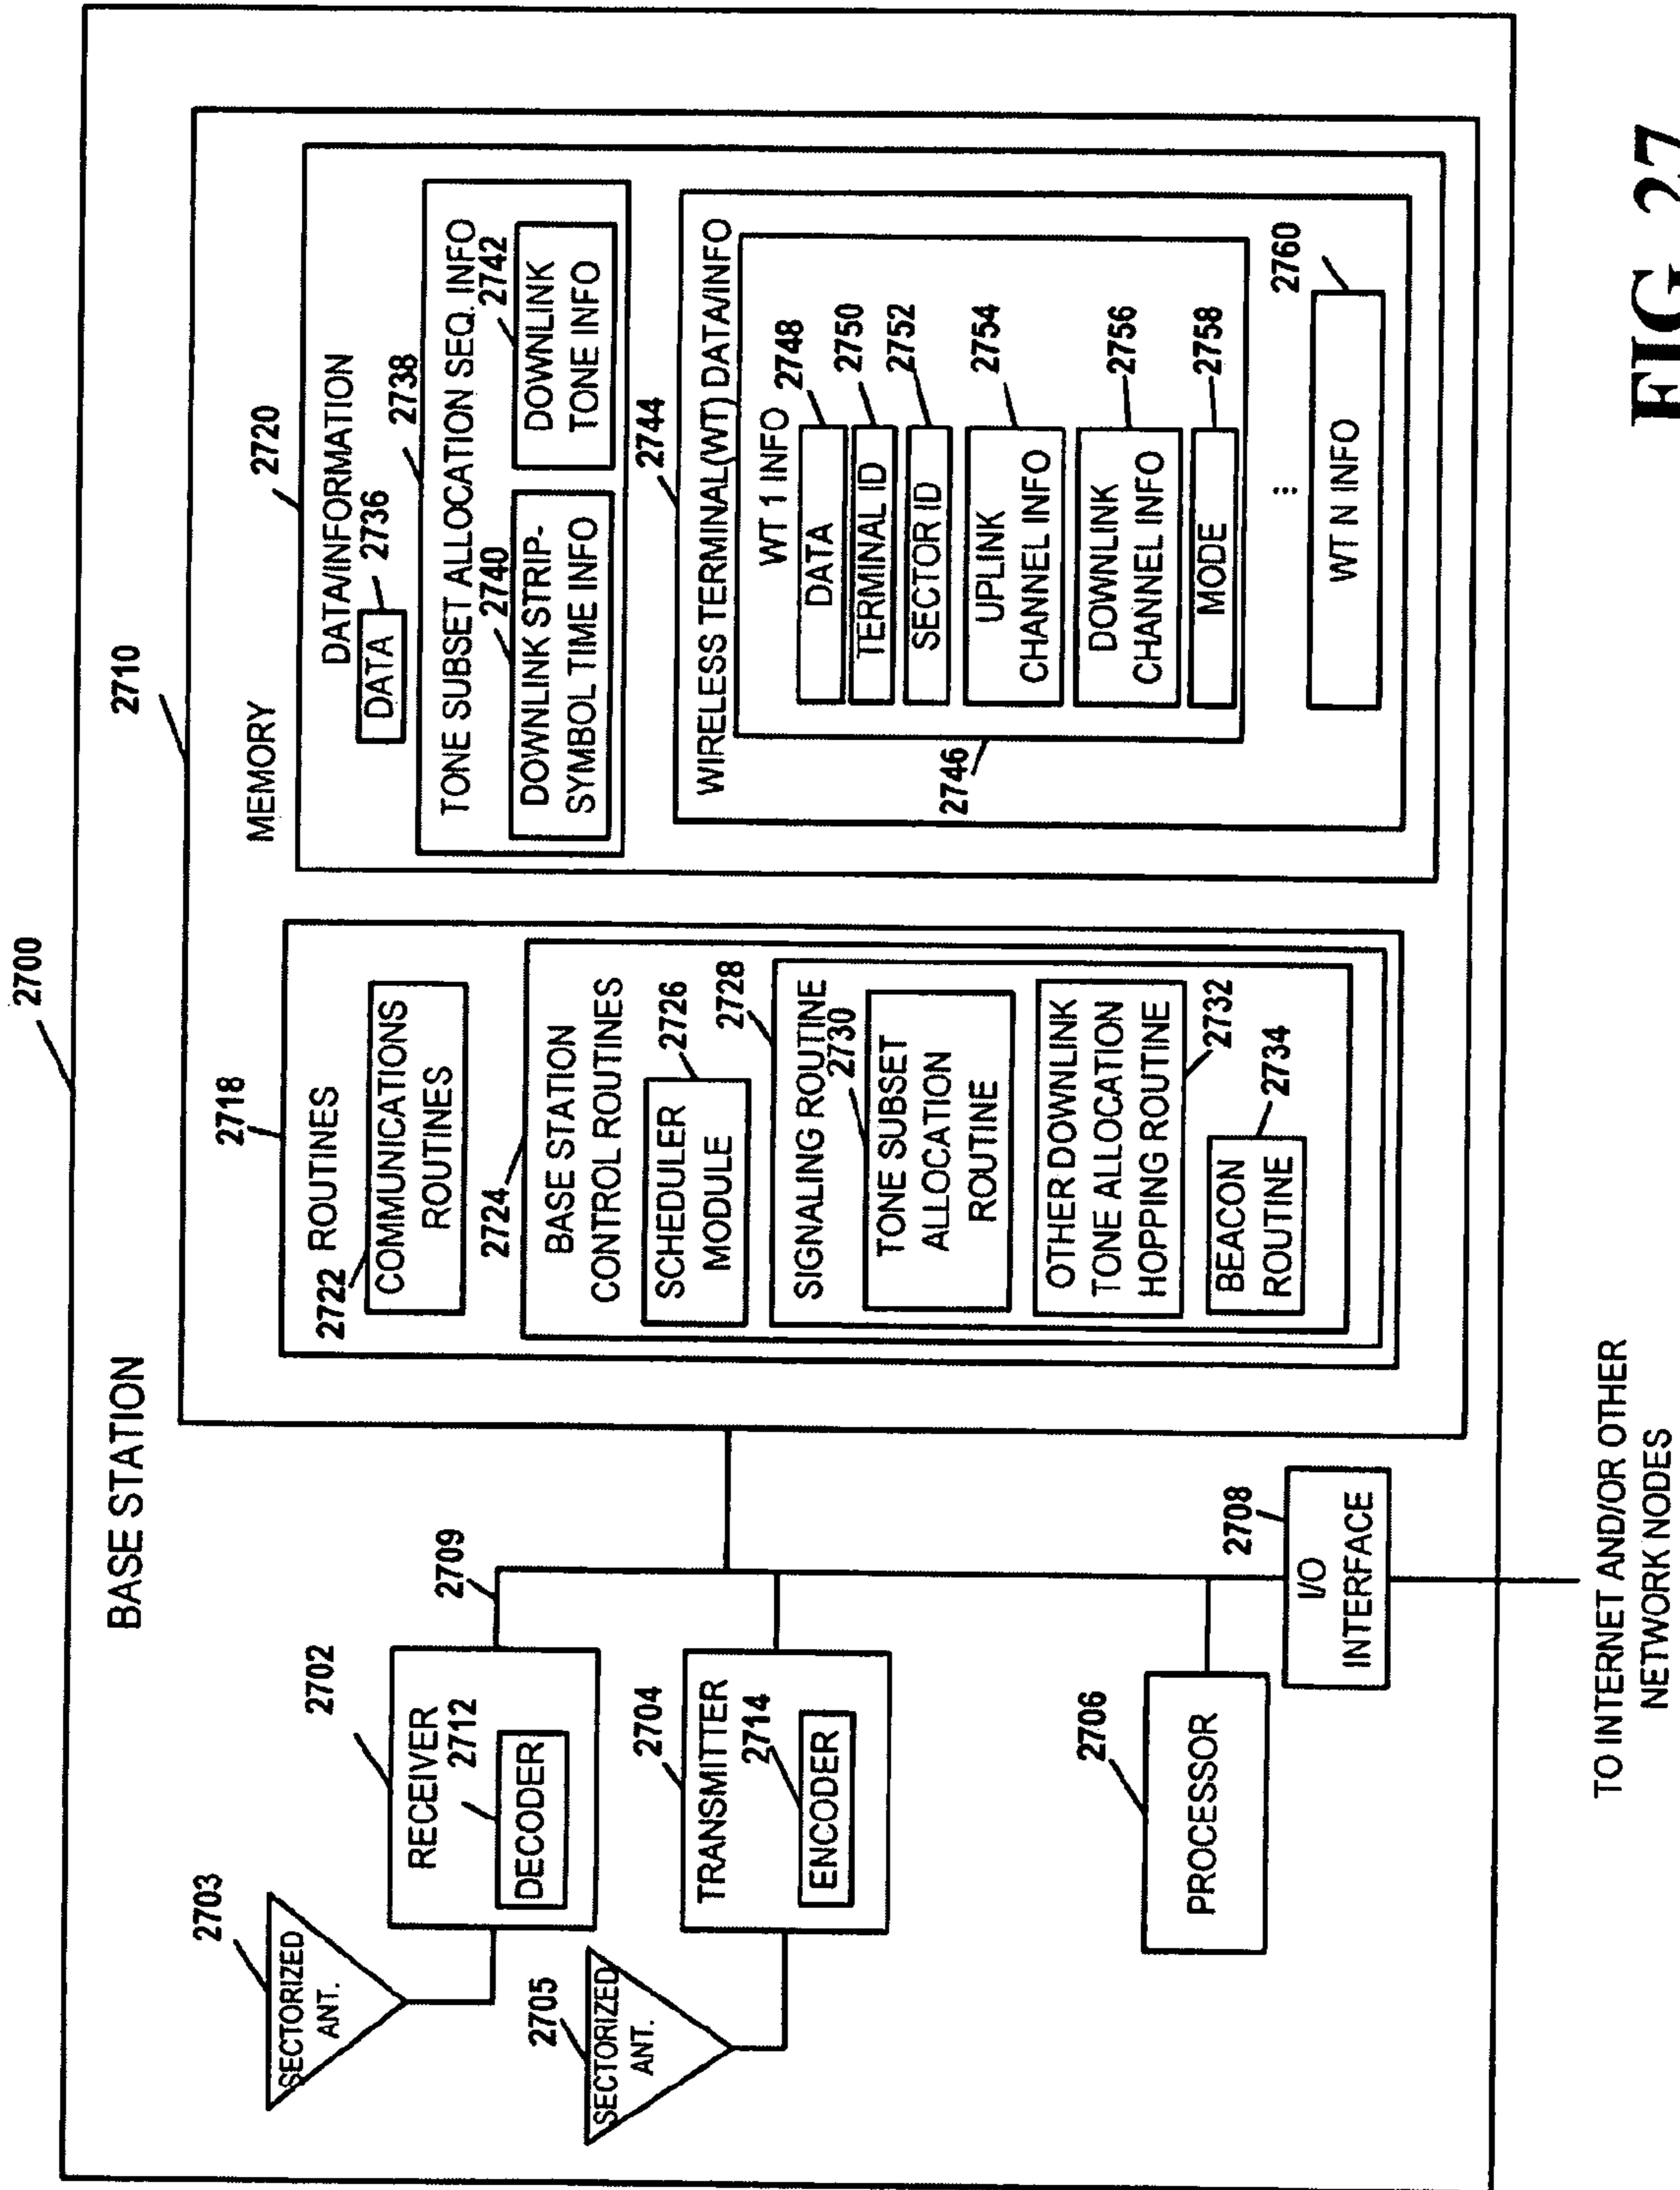 2700
BASE STATION
2710
MEMORY
2703
SECTORIZED
ANT.
2702
RECEIVER
2712
DECODER
2709
2705
SECTORIZED
ANT.
2704
TRANSMITTER
2714
ENCODER
2706
PROCESSOR
2708
I/O
INTERFACE
TO INTERNET AND/OR OTHER
NETWORK NODES
2718
ROUTINES
2722
COMMUNICATIONS
ROUTINES
2724
BASE STATION
CONTROL ROUTINES
2726
SCHEDULER
MODULE
2728
SIGNALING ROUTINE
2730
TONE SUBSET
ALLOCATION
ROUTINE
OTHER DOWNLINK
TONE ALLOCATION
HOPPING ROUTINE
2732
2734
BEACON
ROUTINE
2720
DATA/INFORMATION
2736
DATA
2738
TONE SUBSET ALLOCATION SEQ. INFO
2740
DOWNLINK STRIP-
SYMBOL TIME INFO
2742
DOWNLINK
TONE INFO
2744
WIRELESS TERMINAL(WT) DATA/INFO
2746
WT 1 INFO
2748
DATA
2750
TERMINAL ID
2752
SECTOR ID
2754
UPLINK
CHANNEL INFO
2756
DOWNLINK
CHANNEL INFO
2758
MODE
...
2760
WT N INFO
FIG 27